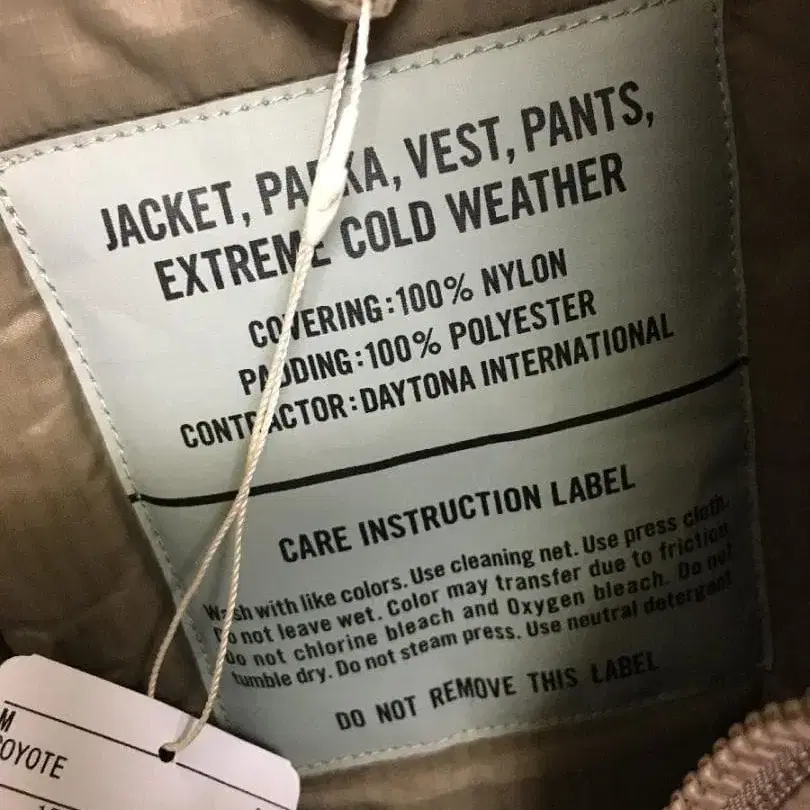 JACKET, PARKA, VEST, PANTS,
EXTREME COLD WEATHER
COVERING:100% NYLON
PADDING:100% POLYESTER
CONTRACTOR:DAYTONA INTERNATIONAL
CARE INSTRUCTION LABEL
Wash with like colors. Use cleaning net. Use press cloth.
Do not leave wet. Color may transfer due to friction
do not chlorine bleach and Oxygen bleach. Do not
tumble dry. Do not steam press. Use neutral detergent
DO NOT REMOVE THIS LABEL
M
COYOTE